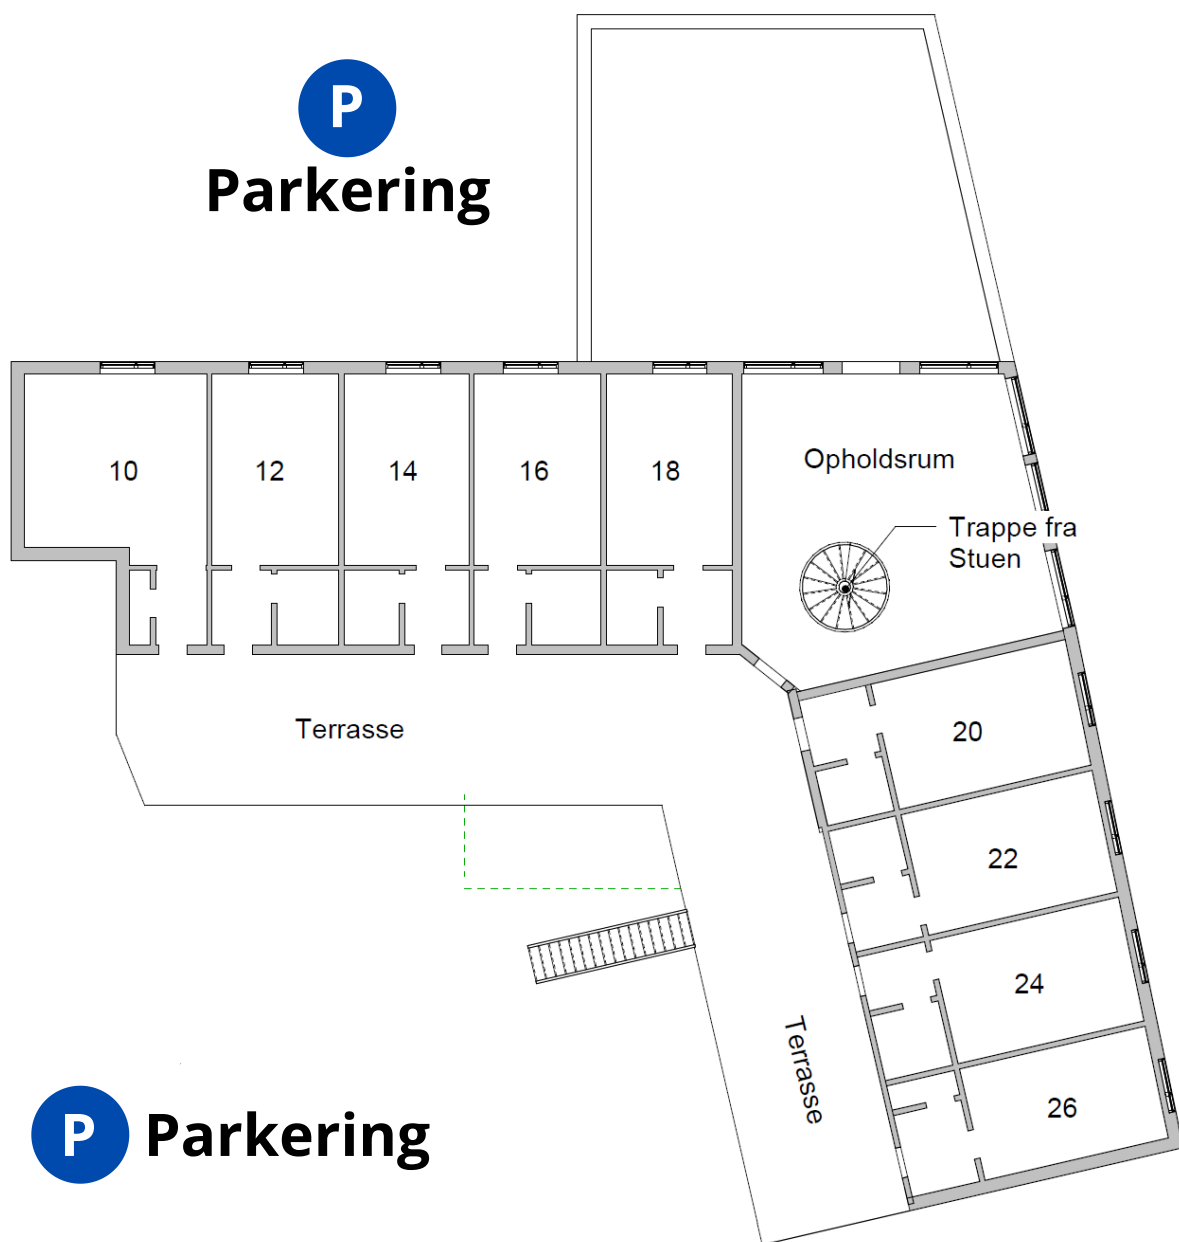 P
Parkering
10
12
14
16
18
Opholdsrum
Trappe fra
Stuen
Terrasse
20
22
24
26
Terrasse
P Parkering